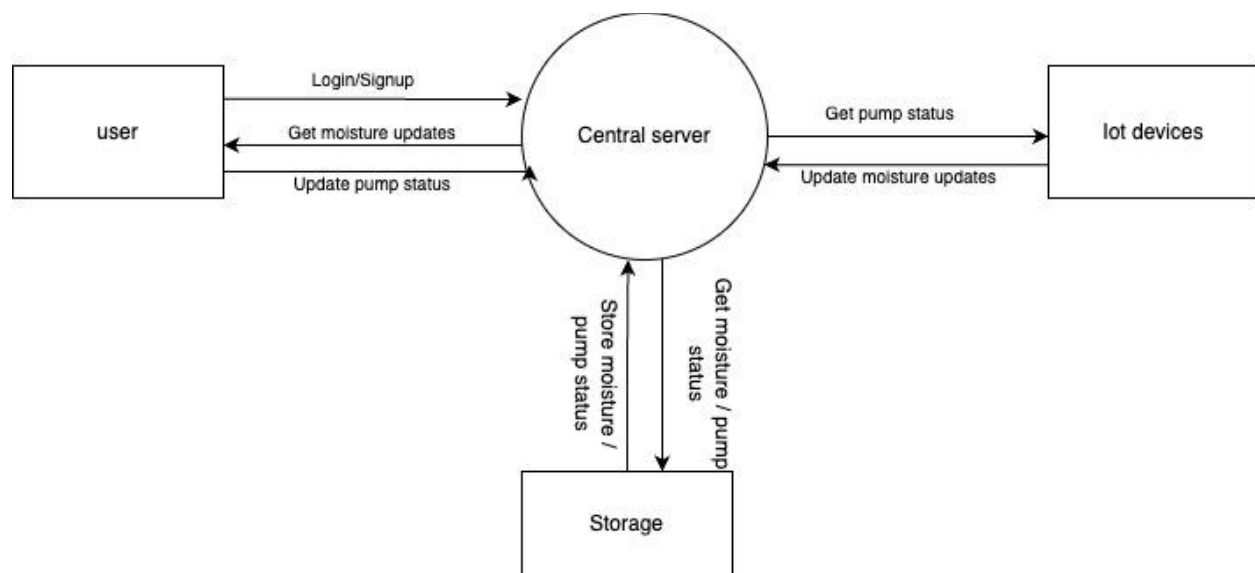 Login/Signup
user
Get moisture updates
Update pump status
Central server
Get pump status
Update moisture updates
Iot devices
Store moisture /
pump status
Get moisture / pump
status
Storage